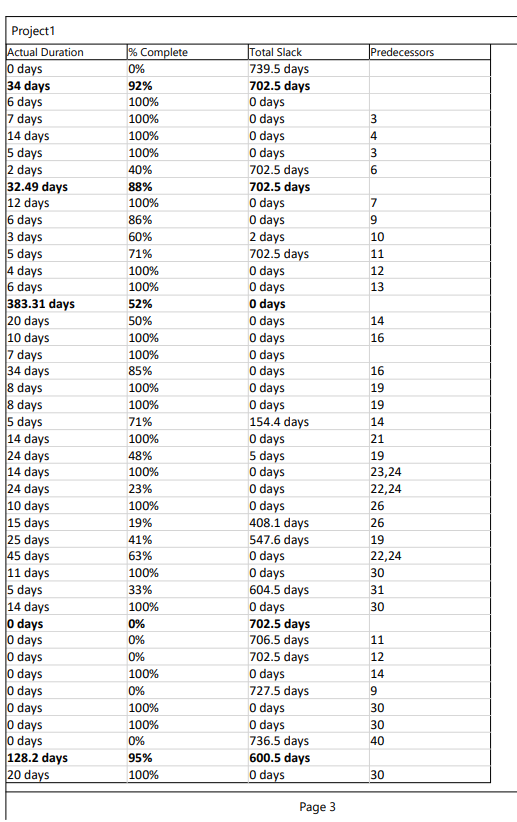 Project1
Actual Duration % Complete Total Slack Predecessors
0 days 0% 739.5 days
34 days 92% 702.5 days
6 days 100% 0 days
7 days 100% 0 days 3
14 days 100% 0 days 4
5 days 100% 0 days 3
2 days 40% 702.5 days 6
32.49 days 88% 702.5 days
12 days 100% 0 days 7
6 days 86% 0 days 9
3 days 60% 2 days 10
5 days 71% 702.5 days 11
4 days 100% 0 days 12
6 days 100% 0 days 13
383.31 days 52% 0 days
20 days 50% 0 days 14
10 days 100% 0 days 16
7 days 100% 0 days
34 days 85% 0 days 16
8 days 100% 0 days 19
8 days 100% 0 days 19
5 days 71% 154.4 days 14
14 days 100% 0 days 21
24 days 48% 5 days 19
14 days 100% 0 days 23,24
24 days 23% 0 days 22,24
10 days 100% 0 days 26
15 days 19% 408.1 days 26
25 days 41% 547.6 days 19
45 days 63% 0 days 22,24
11 days 100% 0 days 30
5 days 33% 604.5 days 31
14 days 100% 0 days 30
0 days 0% 702.5 days
0 days 0% 706.5 days 11
0 days 0% 702.5 days 12
0 days 100% 0 days 14
0 days 0% 727.5 days 9
0 days 100% 0 days 30
0 days 100% 0 days 30
0 days 0% 736.5 days 40
128.2 days 95% 600.5 days
20 days 100% 0 days 30
Page 3